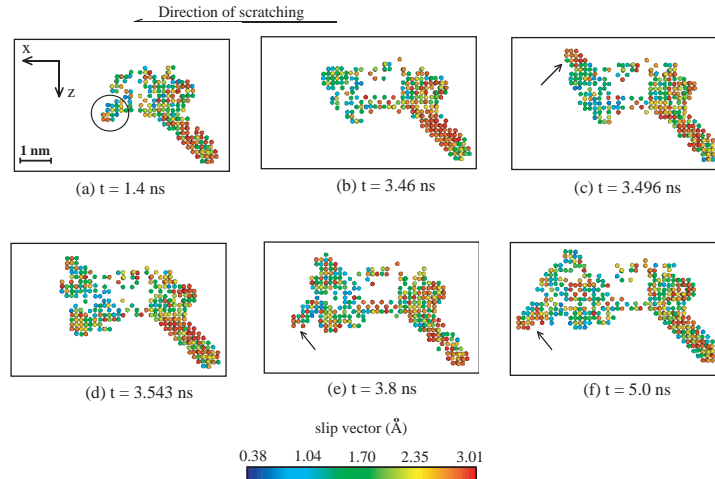 Direction of scratching
x
z
1 nm
(a) t = 1.4 ns
(b) t = 3.46 ns
(c) t = 3.496 ns
(d) t = 3.543 ns
(e) t = 3.8 ns
(f) t = 5.0 ns
slip vector (Å)
0.38 1.04 1.70 2.35 3.01